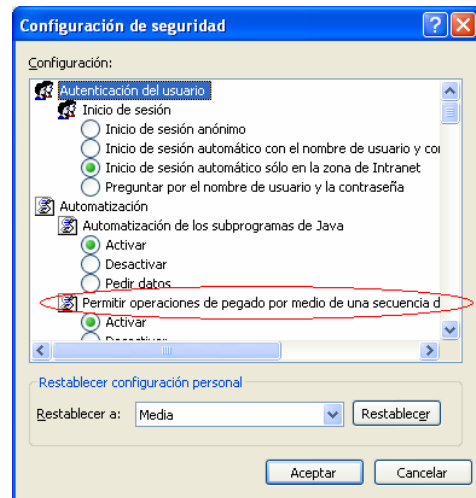 Configuración de seguridad
Configuración:
Autenticación del usuario
Inicio de sesión
Inicio de sesión anónimo
Inicio de sesión automático con el nombre de usuario y co
Inicio de sesión automático sólo en la zona de Intranet
Preguntar por el nombre de usuario y la contraseña
Automatización
Automatización de los subprogramas de Java
Activar
Desactivar
Pedir datos
Permitir operaciones de pegado por medio de una secuencia d
Activar
Desactivar
Restablecer configuración personal
Restablecer a: Media Restablecer
Aceptar Cancelar